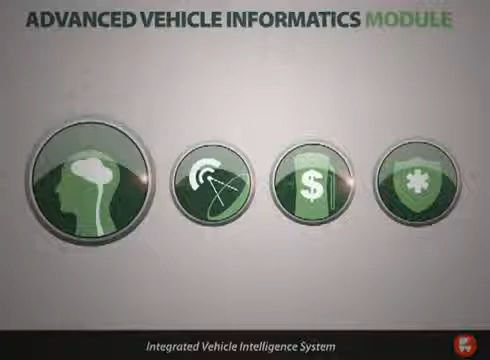 ADVANCED VEHICLE INFORMATICS MODULE
$
Integrated Vehicle Intelligence System